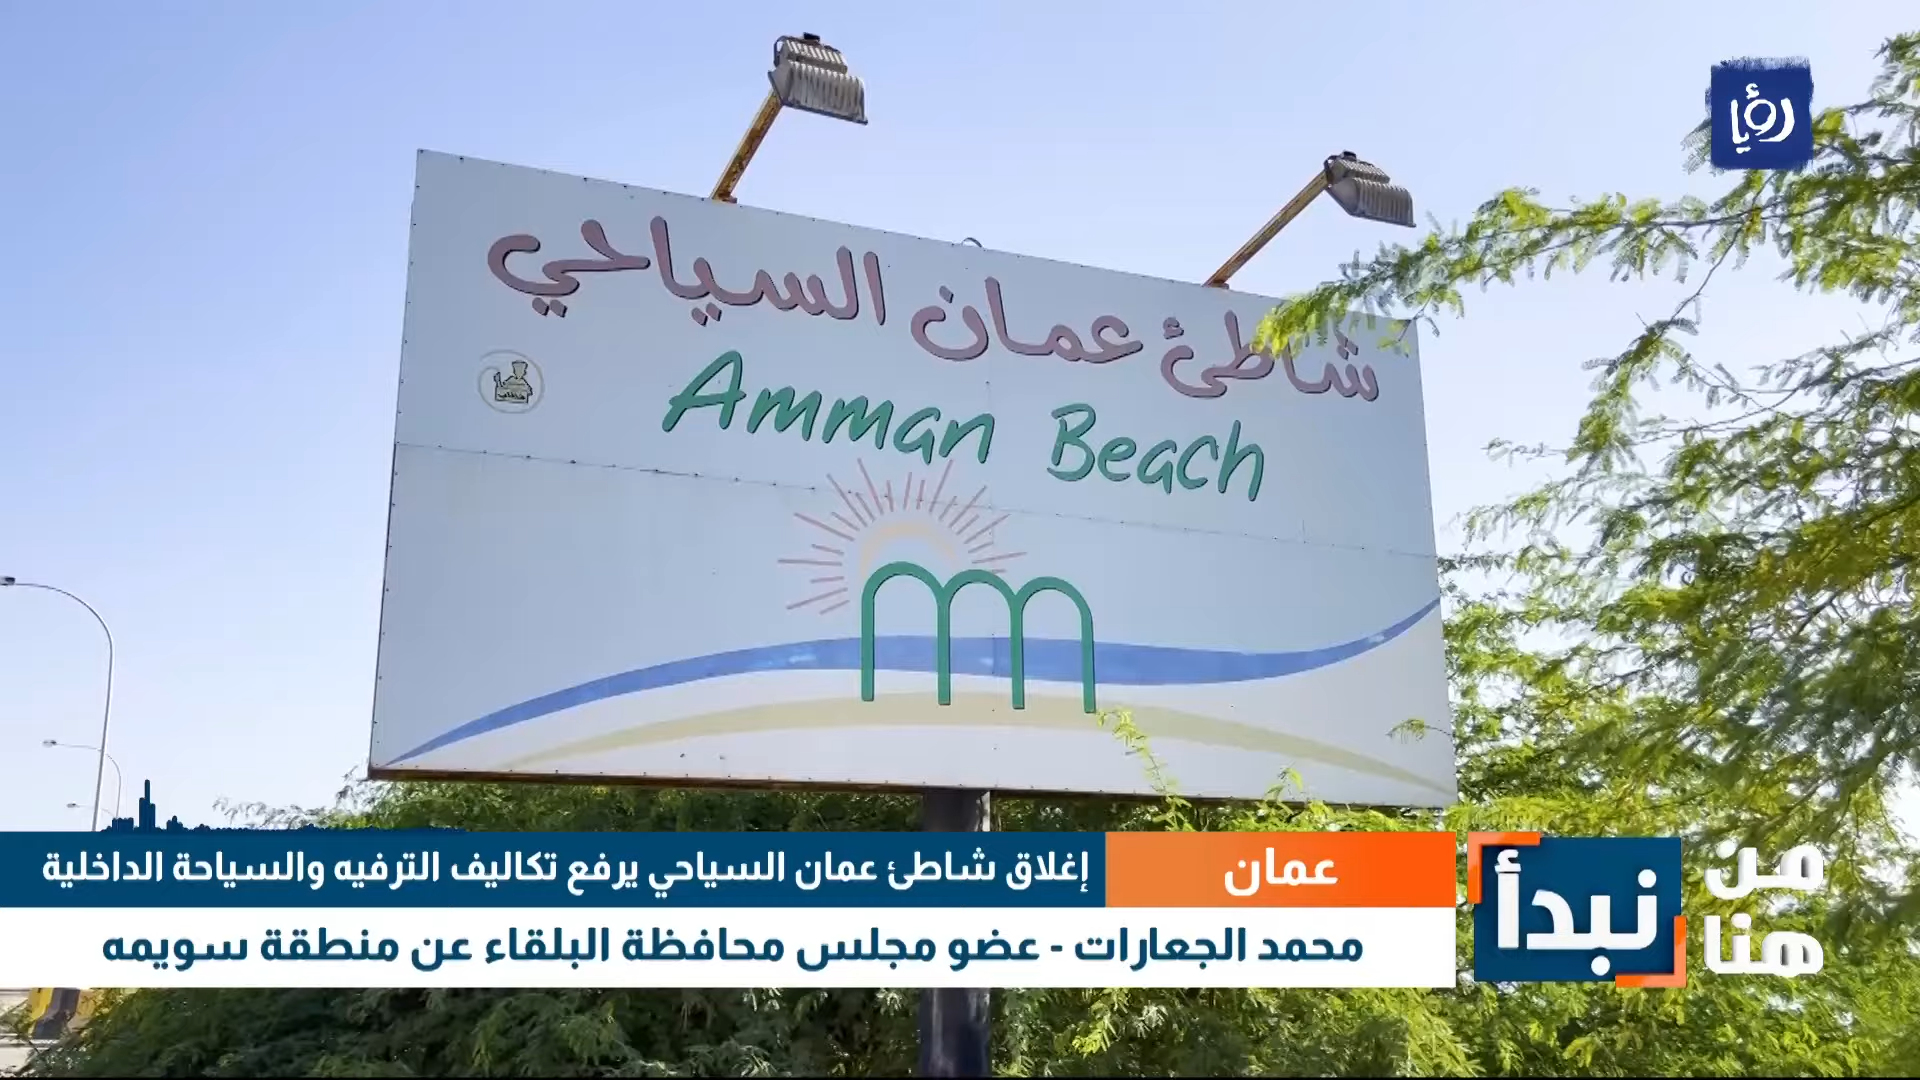 رؤيا
شاطئ عمان السياحي
Amman Beach
عمان
إغلاق شاطئ عمان السياحي يرفع تكاليف الترفيه والسياحة الداخلية
محمد الجعارات - عضو مجلس محافظة البلقاء عن منطقة سويمه
من هنا
نبدأ